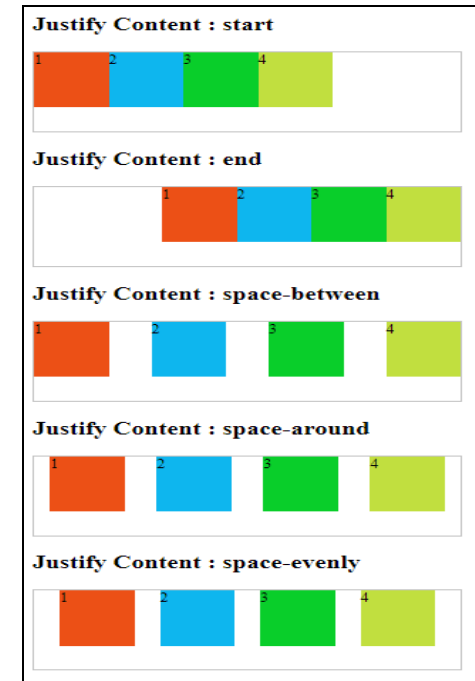 Justify Content : start
1 2 3 4
Justify Content : end
1 2 3 4
Justify Content : space-between
1 2 3 4
Justify Content : space-around
1 2 3 4
Justify Content : space-evenly
1 2 3 4